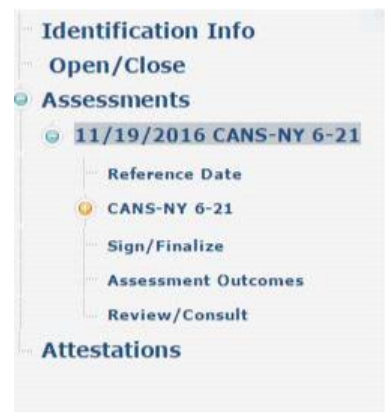 Identification Info
Open/Close
Assessments
11/19/2016 CANS-NY 6-21
Reference Date
CANS-NY 6-21
Sign/Finalize
Assessment Outcomes
Review/Consult
Attestations